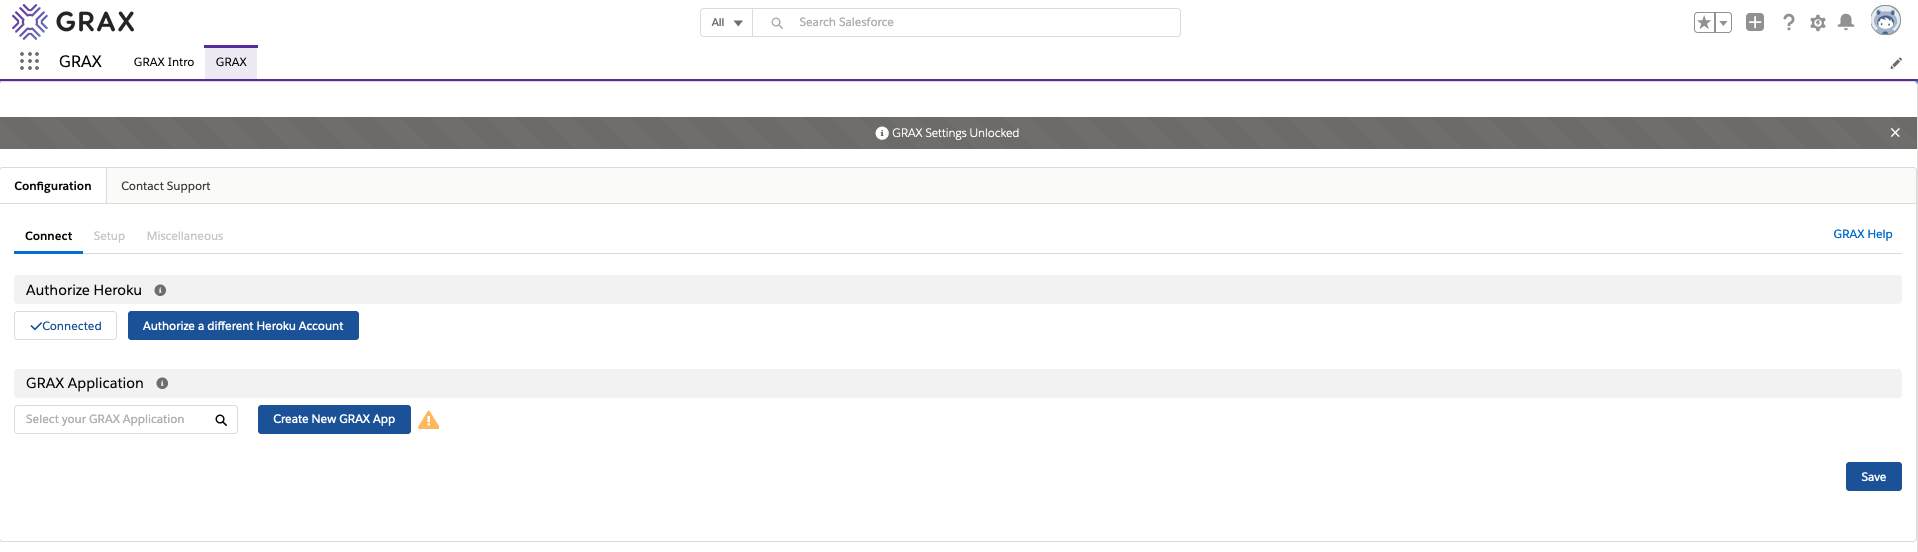 GRAX
All
Search Salesforce
GRAX
GRAX Intro
GRAX
GRAX Settings Unlocked
Configuration
Contact Support
Connect
Setup
Miscellaneous
GRAX Help
Authorize Heroku
Connected
Authorize a different Heroku Account
GRAX Application
Select your GRAX Application
Create New GRAX App
Save